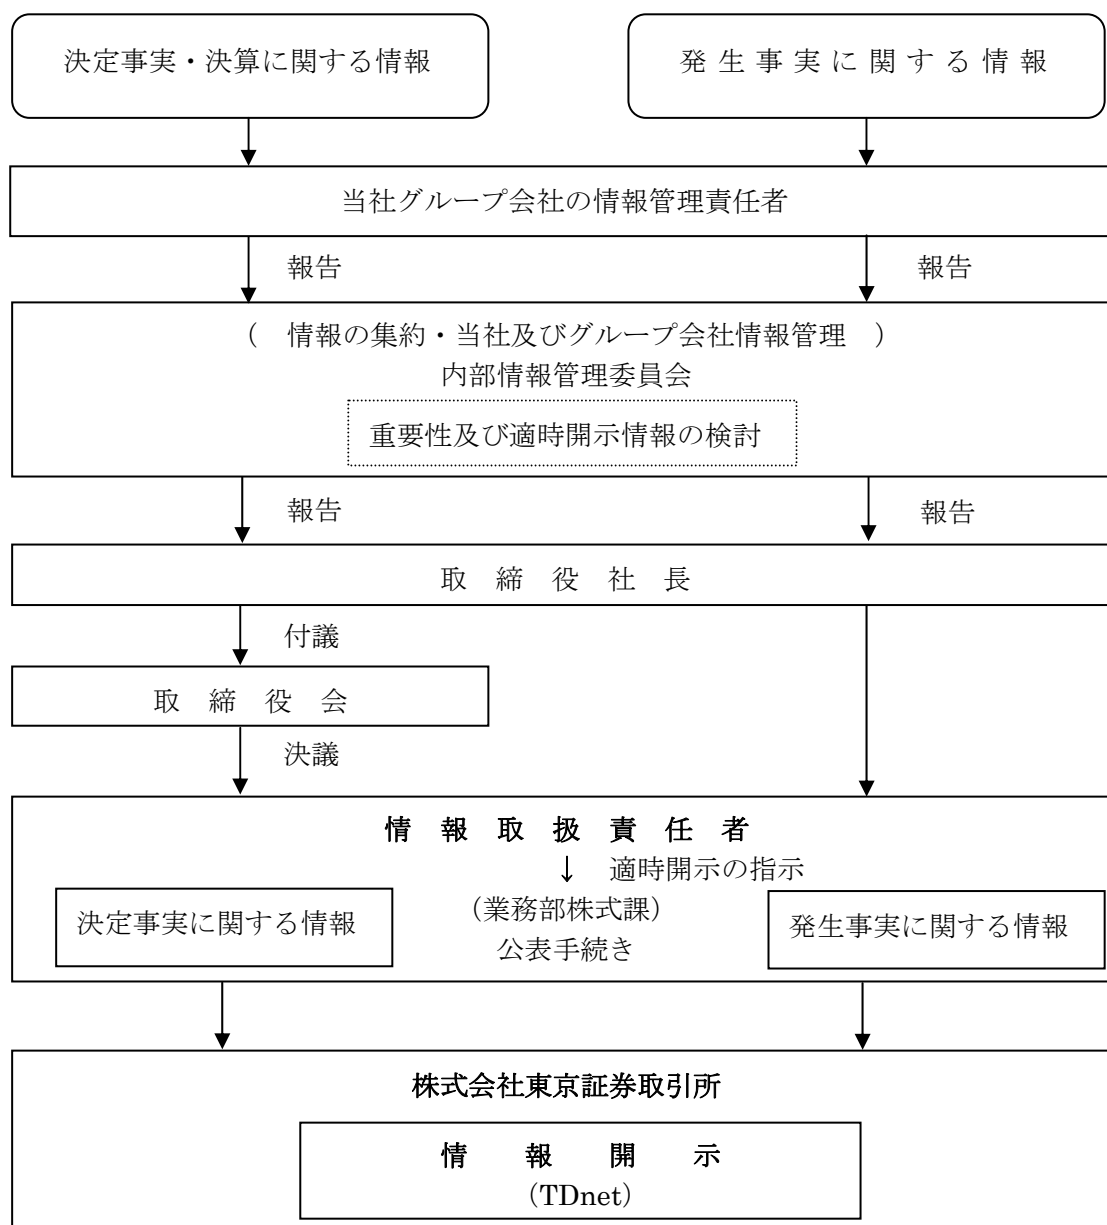 決定事実・決算に関する情報
発生事実に関する情報
当社グループ会社の情報管理責任者
報告
報告
( 情報の集約・当社及びグループ会社情報管理 )
内部情報管理委員会
重要性及び適時開示情報の検討
報告
報告
取 締 役 社 長
付議
取 締 役 会
決議
情 報 取 扱 責 任 者
↓ 適時開示の指示
決定事実に関する情報
(業務部株式課)
公表手続き
発生事実に関する情報
株式会社東京証券取引所
情 報 開 示
(TDnet)